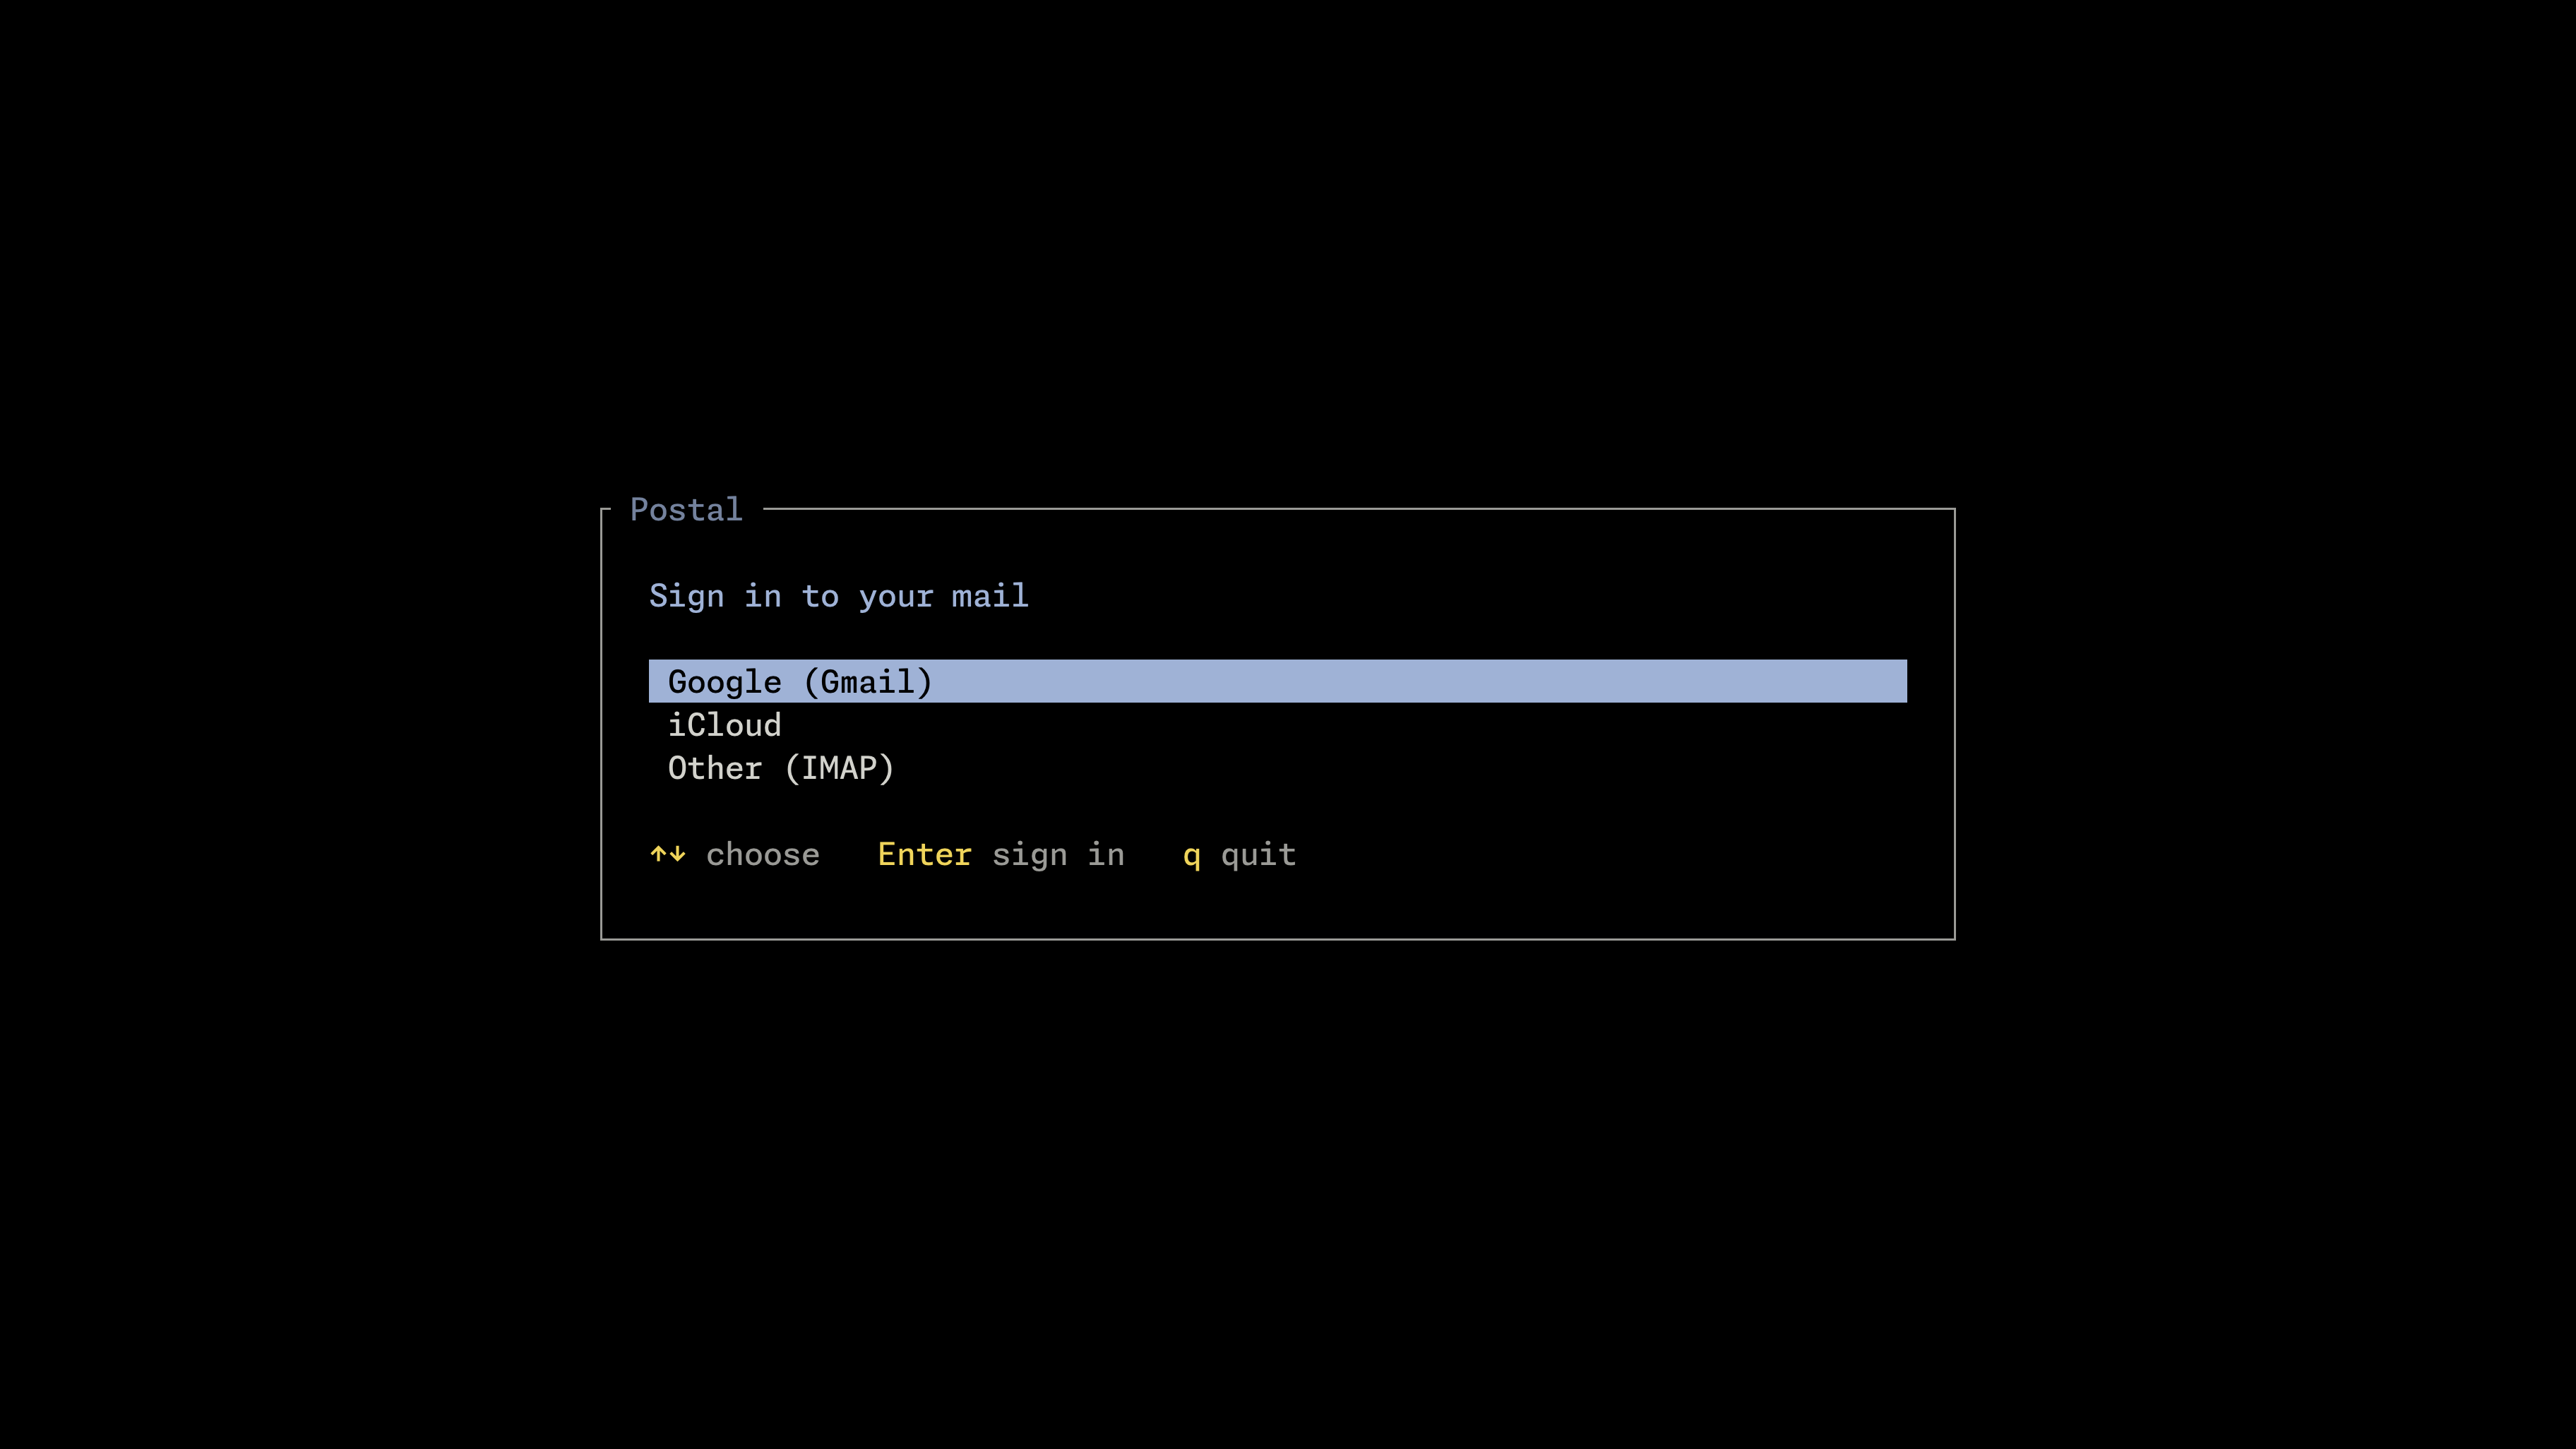 Postal
Sign in to your mail
Google (Gmail)
iCloud
Other (IMAP)
↑↓ choose   Enter sign in   q quit